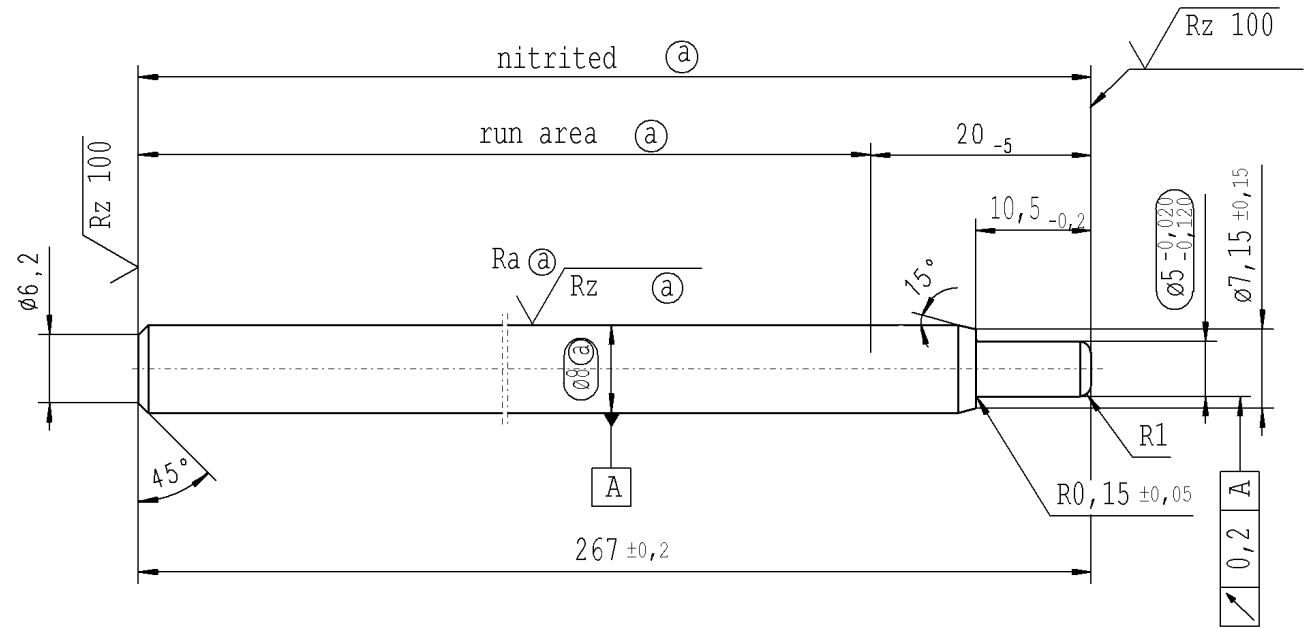 Rz 100
nitrited ⓐ
run area ⓐ
20 -5
Rz 100
10,5 -0,2
ø5 -0,020 -0,120
ø7,15 ±0,15
ø6,2
Ra ⓐ
Rz ⓐ
15°
ø8 ⓐ
R1
45°
A
R0,15 ±0,05
0,2 A
267 ±0,2